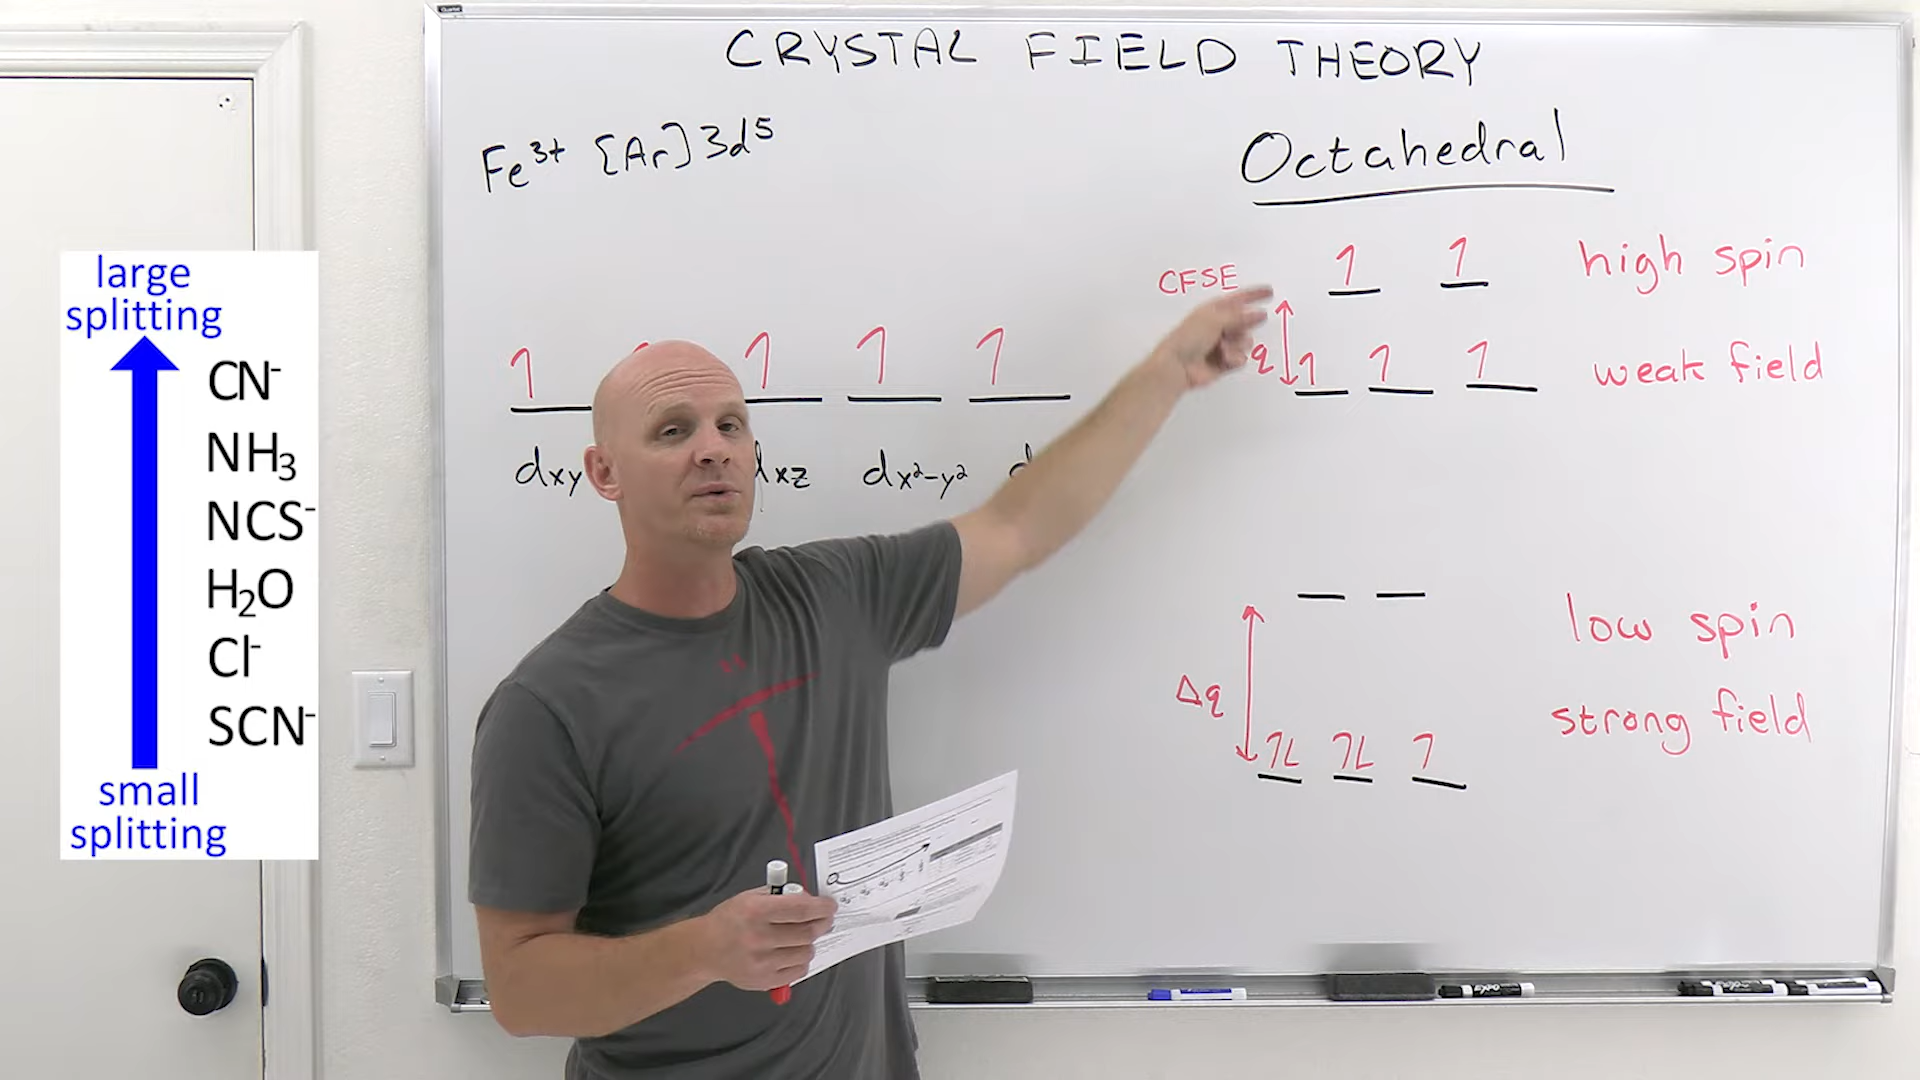 CRYSTAL FIELD THEORY
Fe³⁺ [Ar]3d⁵
Octahedral
CFSE
high spin
weak field
q
dxy
dxz
dx²-y²
d
low spin
Δq
strong field
large
splitting
CN⁻
NH₃
NCS⁻
H₂O
Cl⁻
SCN⁻
small
splitting